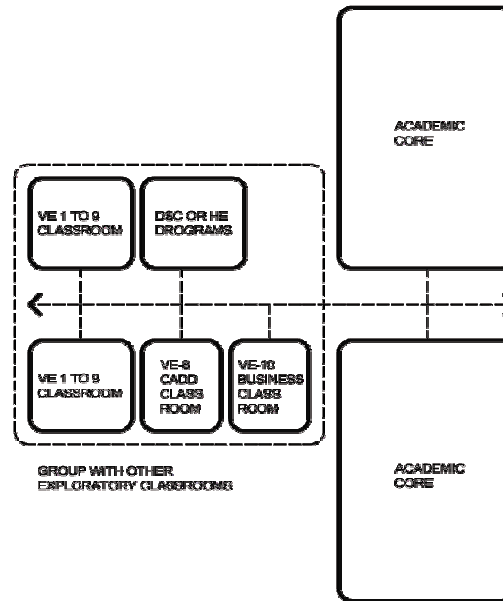 ACADEMIC
CORE
VE 1 TO 9
CLASSROOM
DSC OR HE
DROGRAMS
VE 1 TO 9
CLASSROOM
VE-8
CADD
CLASS
ROOM
VE-10
BUSINESS
CLASS
ROOM
GROUP WITH OTHER
EXPLORATORY CLASSROOMS
ACADEMIC
CORE